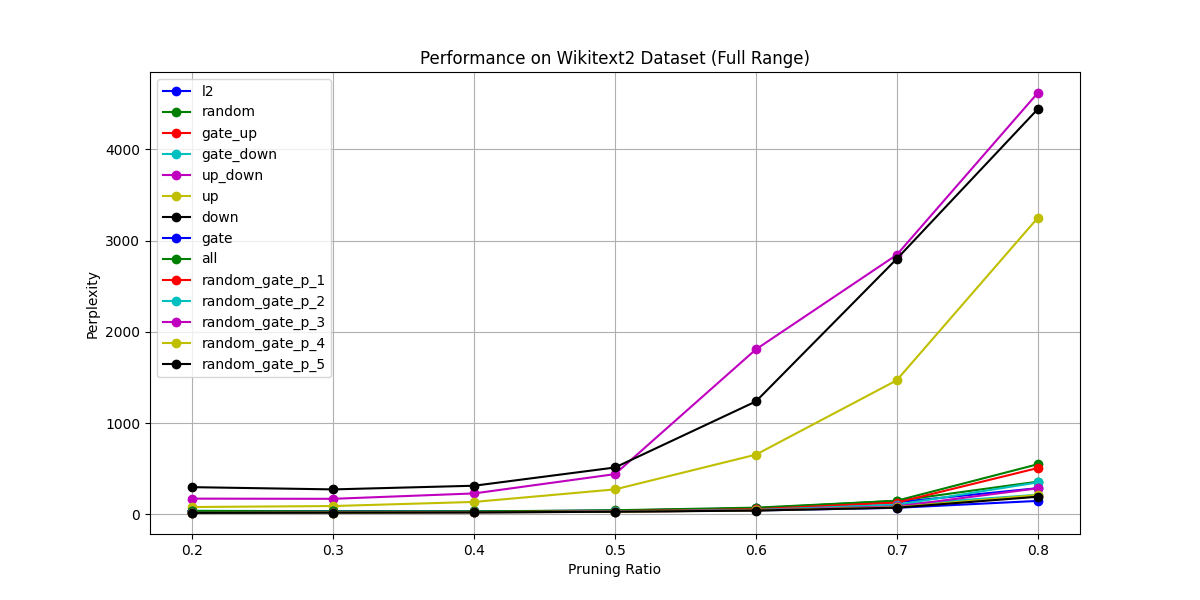 Performance on Wikitext2 Dataset (Full Range)
l2
random
gate_up
gate_down
up_down
up
down
gate
all
random_gate_p_1
random_gate_p_2
random_gate_p_3
random_gate_p_4
random_gate_p_5
Perplexity
4000
3000
2000
1000
0
0.2 0.3 0.4 0.5 0.6 0.7 0.8
Pruning Ratio